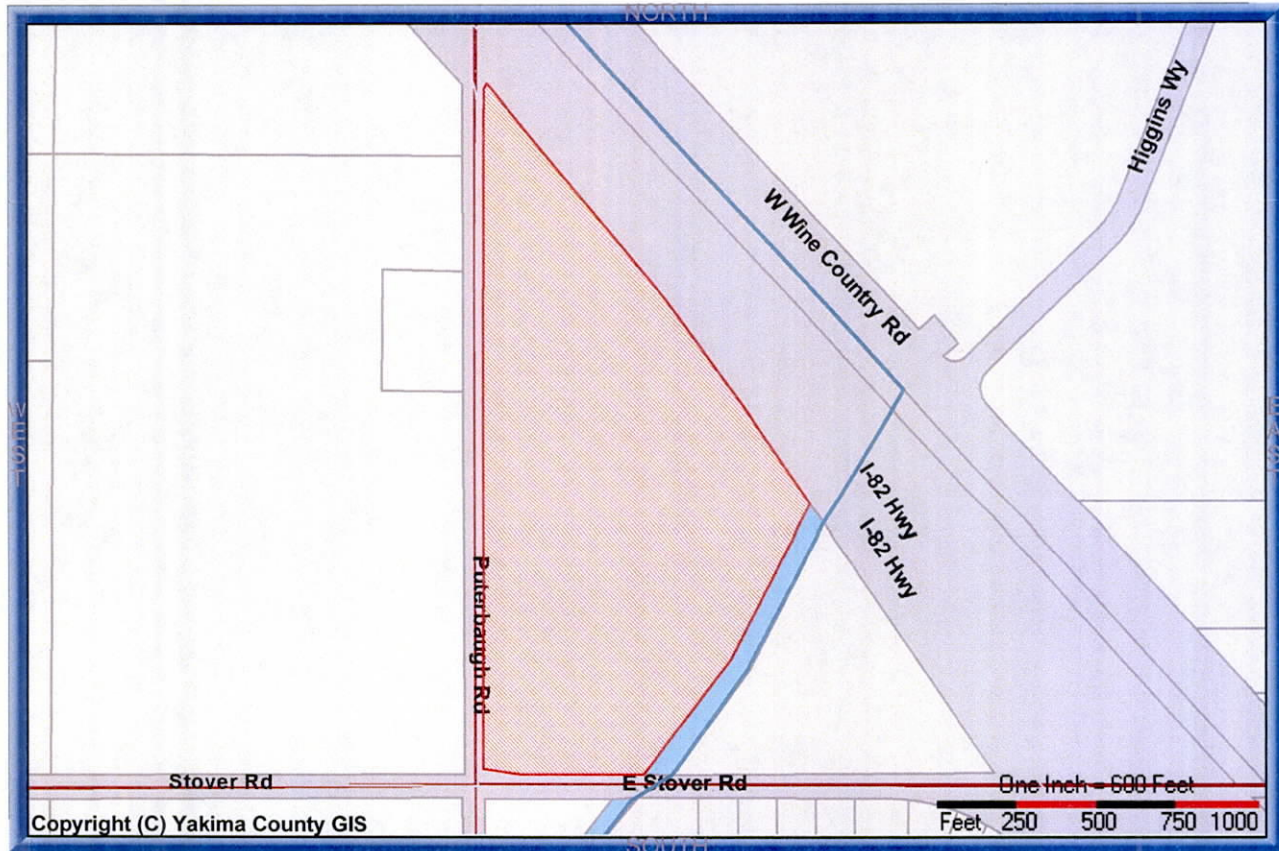 NORTH
Higgins Wy
W Wine Country Rd
WEST
EAST
I-82 Hwy
I-82 Hwy
Puterbaugh Rd
Stover Rd
E Stover Rd
One Inch = 600 Feet
Feet 250 500 750 1000
Copyright (C) Yakima County GIS
SOUTH